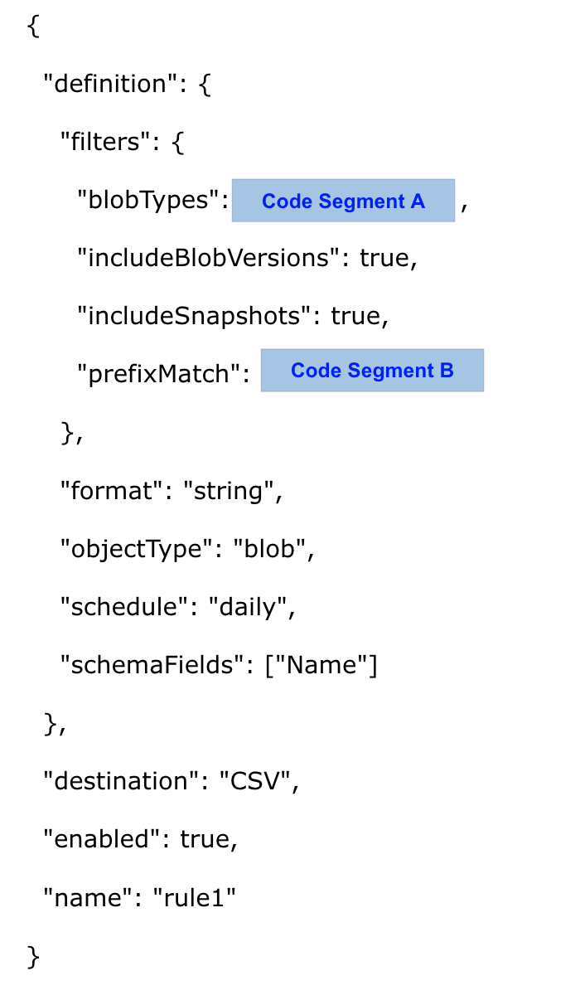 {
"definition": {
"filters": {
"blobTypes": Code Segment A ,
"includeBlobVersions": true,
"includeSnapshots": true,
"prefixMatch": Code Segment B
},
"format": "string",
"objectType": "blob",
"schedule": "daily",
"schemaFields": ["Name"]
},
"destination": "CSV",
"enabled": true,
"name": "rule1"
}